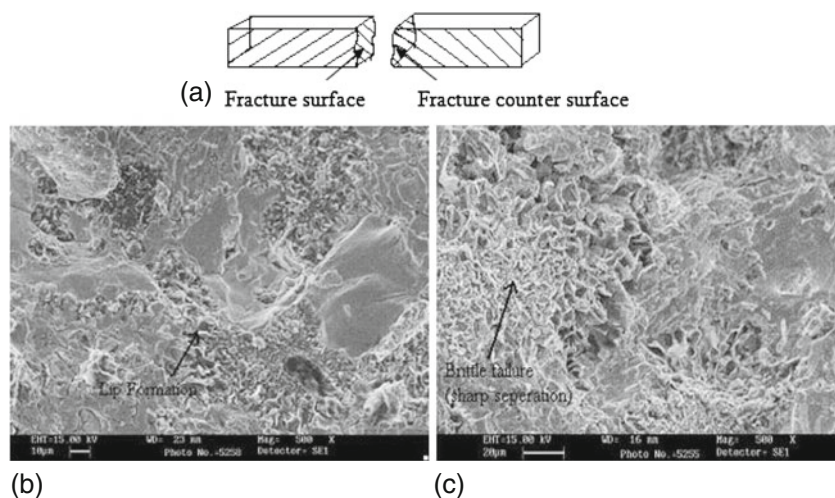 (a)
Fracture surface
Fracture counter surface
Lip Formation
Brittle failure
(sharp seperation)
EHT=15.00 kV WD= 23 mm Mag= 500 X
10µm Photo No.=5258 Detector= SE1
EHT=15.00 kV WD= 16 mm Mag= 500 X
20µm Photo No.=5255 Detector= SE1
(b)
(c)